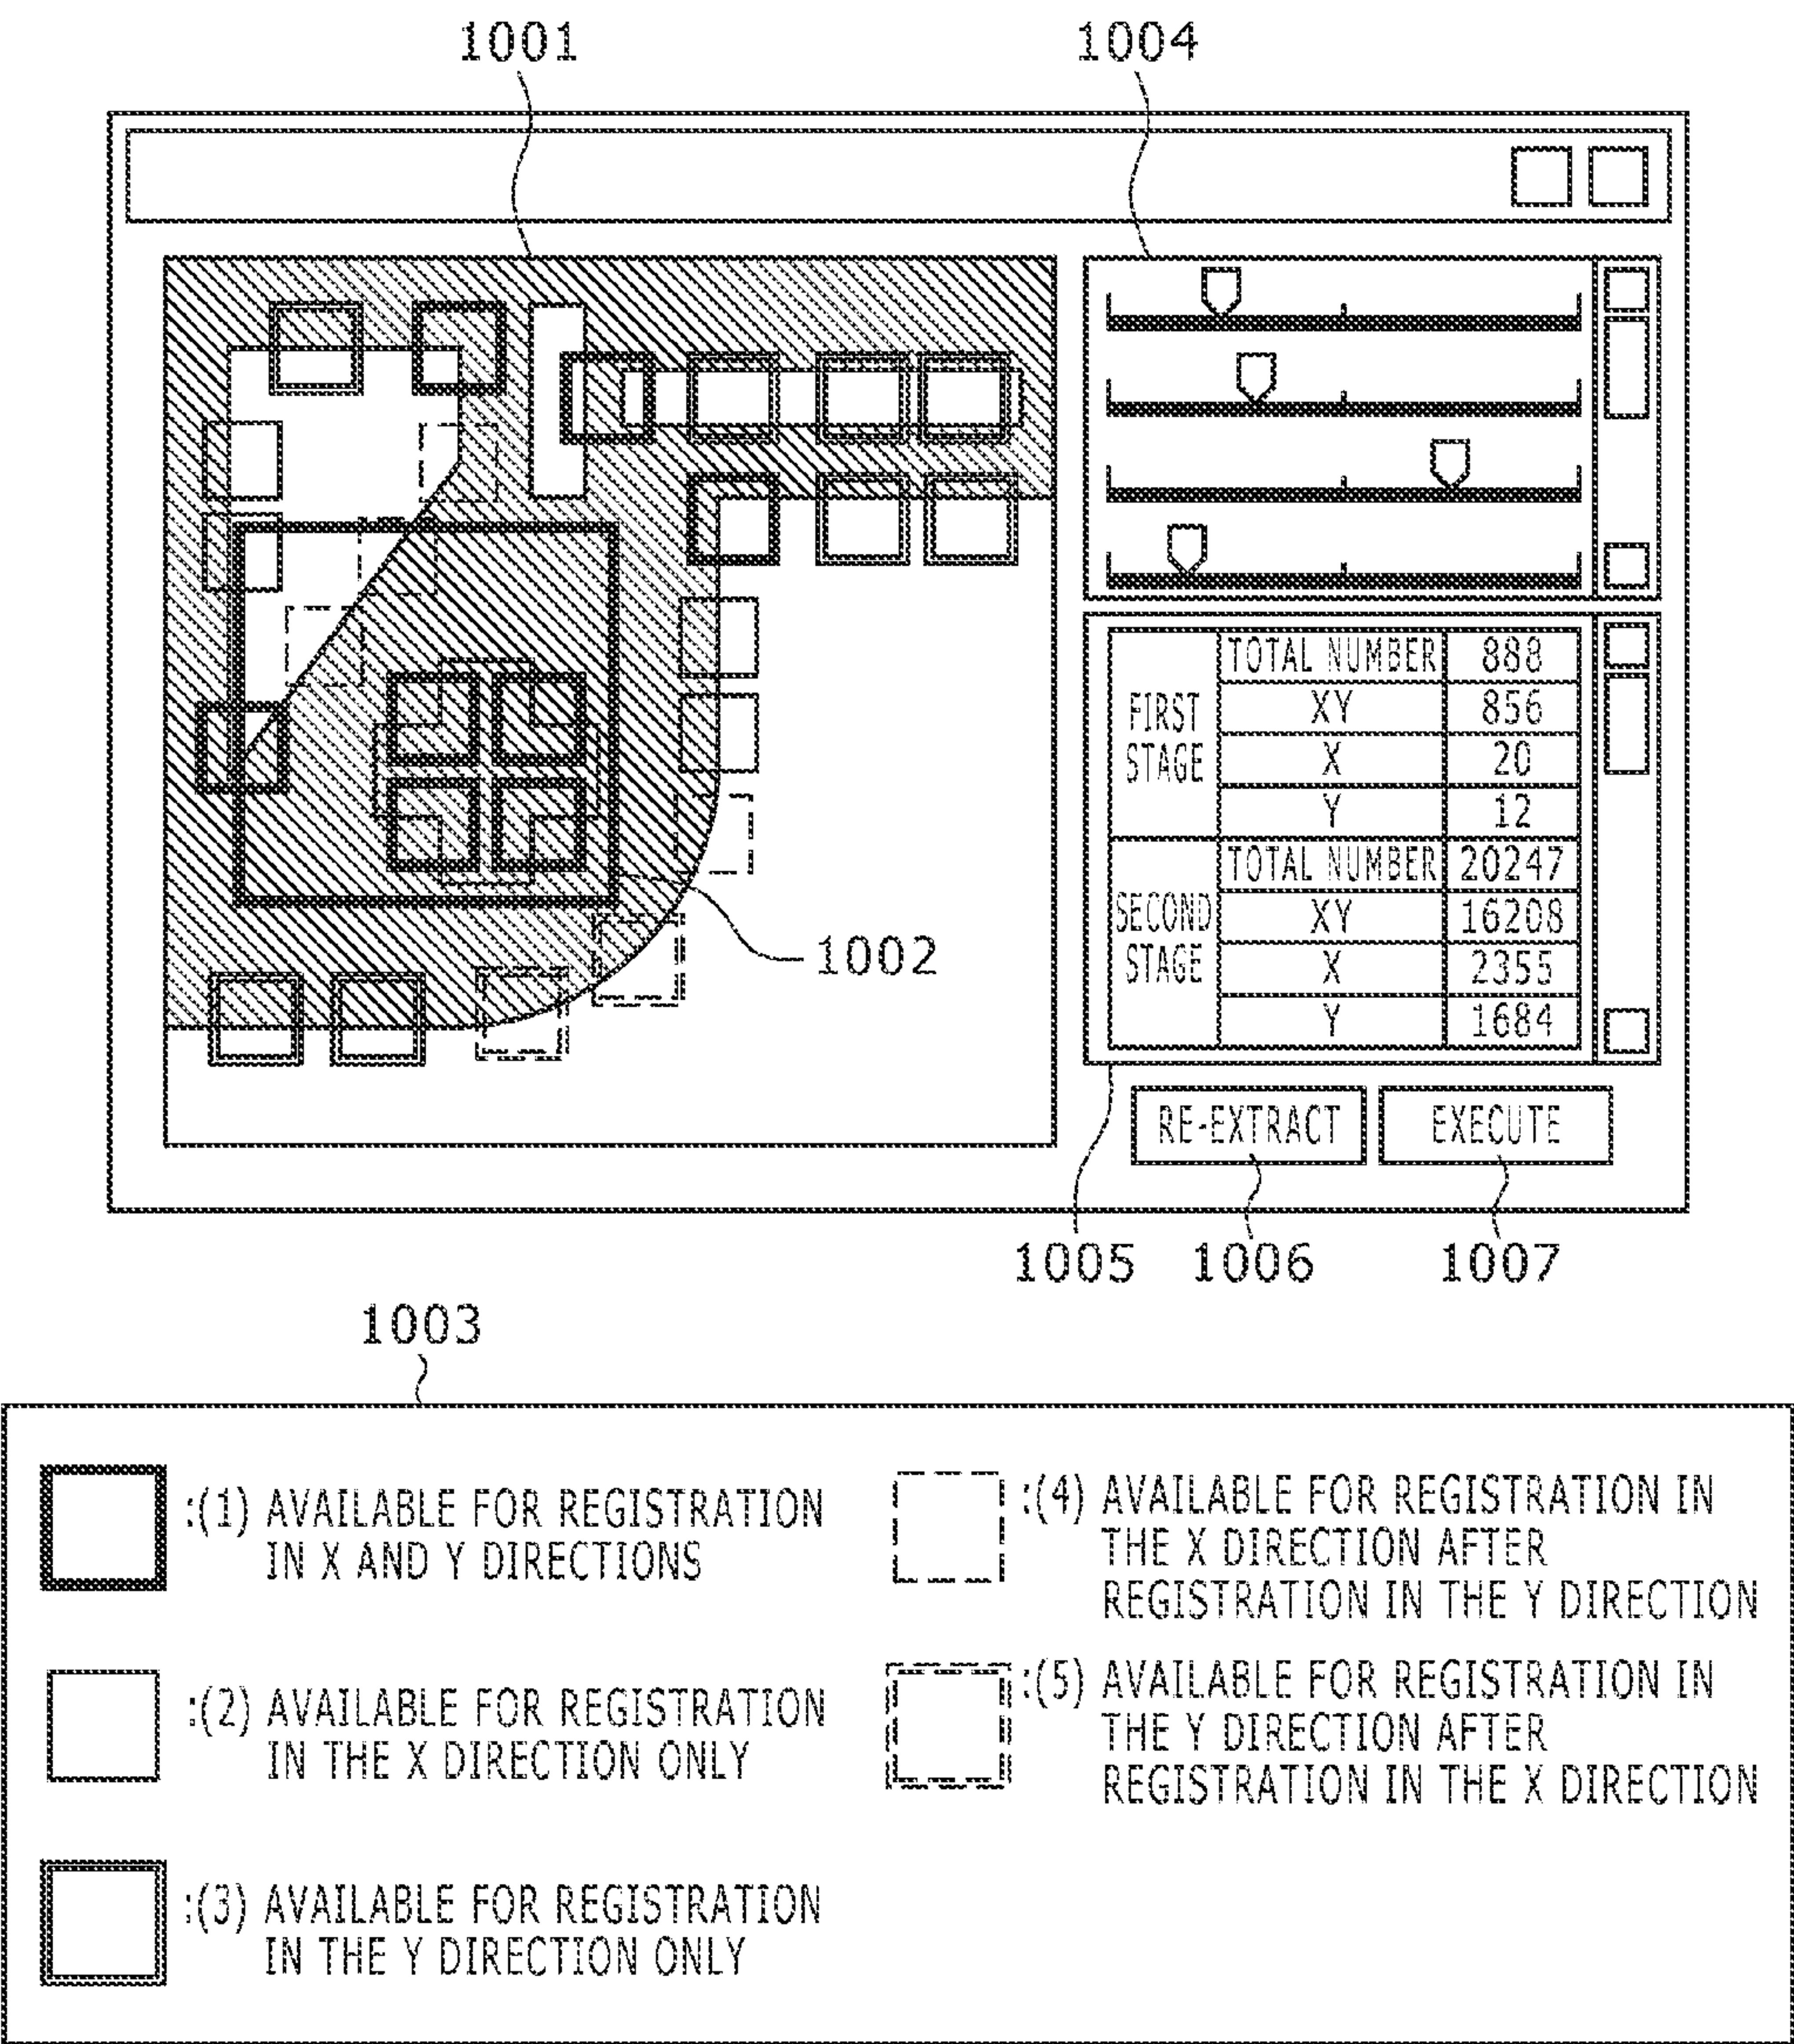 1001
1004
TOTAL NUMBER 888
FIRST STAGE
XY 856
X 20
Y 12
TOTAL NUMBER 20247
SECOND STAGE
XY 16208
X 2355
Y 1684
1002
RE-EXTRACT EXECUTE
1005 1006 1007
1003
:(1) AVAILABLE FOR REGISTRATION
IN X AND Y DIRECTIONS
:(2) AVAILABLE FOR REGISTRATION
IN THE X DIRECTION ONLY
:(3) AVAILABLE FOR REGISTRATION
IN THE Y DIRECTION ONLY
:(4) AVAILABLE FOR REGISTRATION IN
THE X DIRECTION AFTER
REGISTRATION IN THE Y DIRECTION
:(5) AVAILABLE FOR REGISTRATION IN
THE Y DIRECTION AFTER
REGISTRATION IN THE X DIRECTION